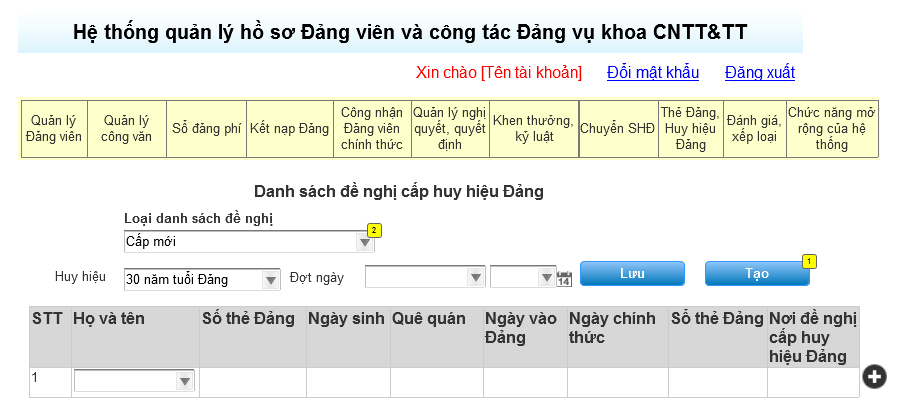 Hệ thống quản lý hồ sơ Đảng viên và công tác Đảng vụ khoa CNTT&TT
Xin chào [Tên tài khoản] Đổi mật khẩu Đăng xuất
Quản lý Đảng viên
Quản lý công văn
Sổ đảng phí
Kết nạp Đảng
Công nhận Đảng viên chính thức
Quản lý nghị quyết, quyết định
Khen thưởng, kỷ luật
Chuyển SHĐ
Thẻ Đảng, Huy hiệu Đảng
Đánh giá, xếp loại
Chức năng mở rộng của hệ thống
Danh sách đề nghị cấp huy hiệu Đảng
Loại danh sách đề nghị
2
Cấp mới
Huy hiệu 30 năm tuổi Đảng Đợt ngày 14 Lưu Tạo 1
STT
Họ và tên
Số thẻ Đảng
Ngày sinh
Quê quán
Ngày vào Đảng
Ngày chính thức
Số thẻ Đảng
Nơi đề nghị cấp huy hiệu Đảng
1